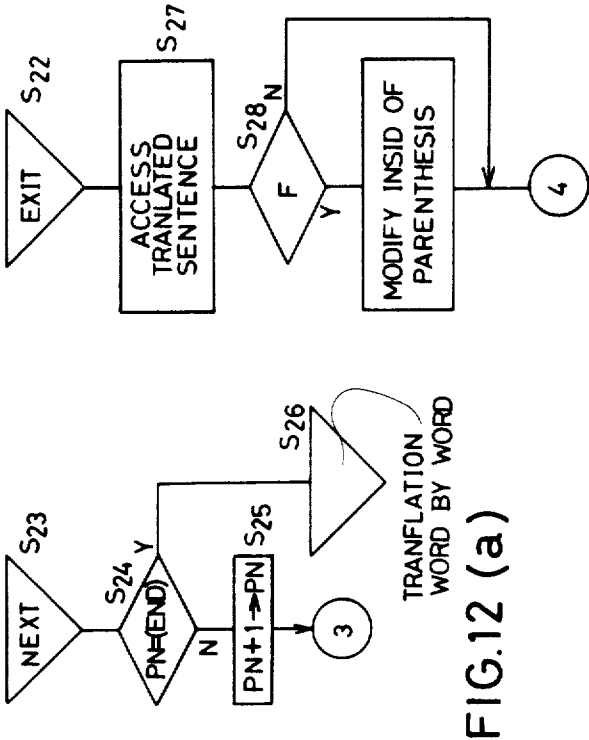 NEXT
S23
S24
PN=(END)
Y
N
PN+1→PN
S25
3
S26
TRANFLATION
WORD BY WORD
EXIT
S22
ACCESS
TRANLATED
SENTENCE
S27
S28
F
N
Y
MODIFY INSID OF
PARENTHESIS
4
FIG.12 (a)